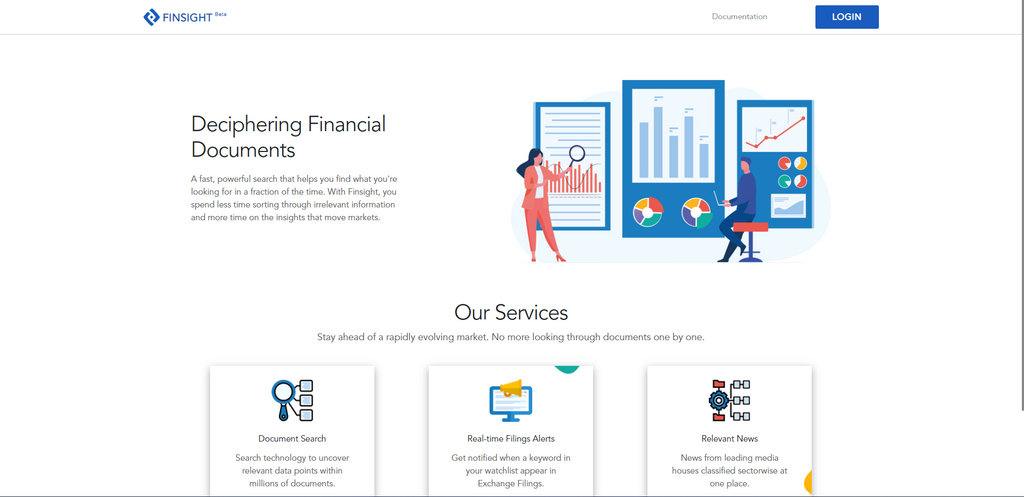 FINSIGHT Beta
Documentation
LOGIN
Deciphering Financial
Documents
A fast, powerful search that helps you find what you're
looking for in a fraction of the time. With Finsight, you
spend less time sorting through irrelevant information
and more time on the insights that move markets.
Our Services
Stay ahead of a rapidly evolving market. No more looking through documents one by one.
Document Search
Search technology to uncover
relevant data points within
millions of documents.
Real-time Filings Alerts
Get notified when a keyword in
your watchlist appear in
Exchange Filings.
Relevant News
News from leading media
houses classified sectorwise at
one place.